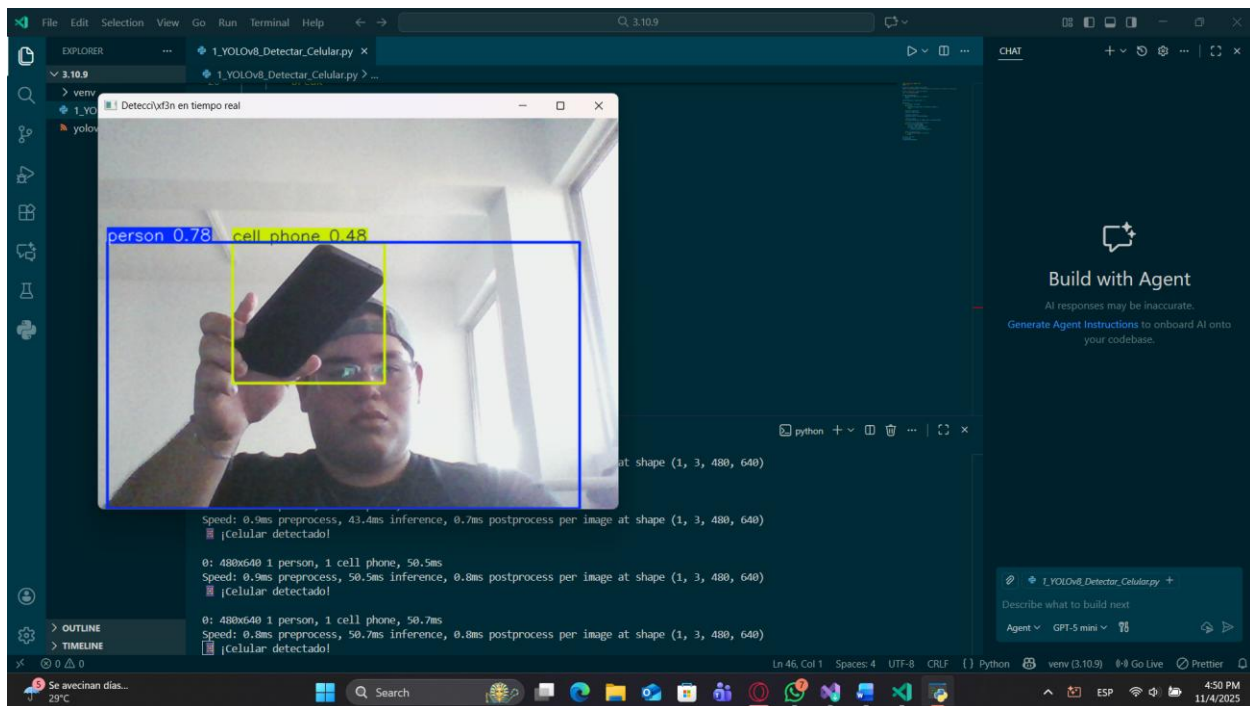 File Edit Selection View Go Run Terminal Help
3.10.9
EXPLORER
1_YOLOv8_Detectar_Celular.py
CHAT
3.10.9
1_YOLOv8_Detectar_Celular.py > ...
venv
1_YO
yolov
Detecci\xf3n en tiempo real
person 0.78
cell phone 0.48
Build with Agent
AI responses may be inaccurate.
Generate Agent Instructions to onboard AI onto
your codebase.
python
at shape (1, 3, 480, 640)
Speed: 0.9ms preprocess, 43.4ms inference, 0.7ms postprocess per image at shape (1, 3, 480, 640)
¡Celular detectado!
0: 480x640 1 person, 1 cell phone, 50.5ms
Speed: 0.9ms preprocess, 50.5ms inference, 0.8ms postprocess per image at shape (1, 3, 480, 640)
¡Celular detectado!
0: 480x640 1 person, 1 cell phone, 50.7ms
Speed: 0.8ms preprocess, 50.7ms inference, 0.8ms postprocess per image at shape (1, 3, 480, 640)
¡Celular detectado!
1_YOLOv8_Detectar_Celular.py
Describe what to build next
Agent GPT-5 mini
OUTLINE
TIMELINE
0 0
Ln 46, Col 1 Spaces: 4 UTF-8 CRLF {} Python venv (3.10.9) Go Live Prettier
5
Se avecinan días...
29°C
Search
7
ESP
4:50 PM
11/4/2025